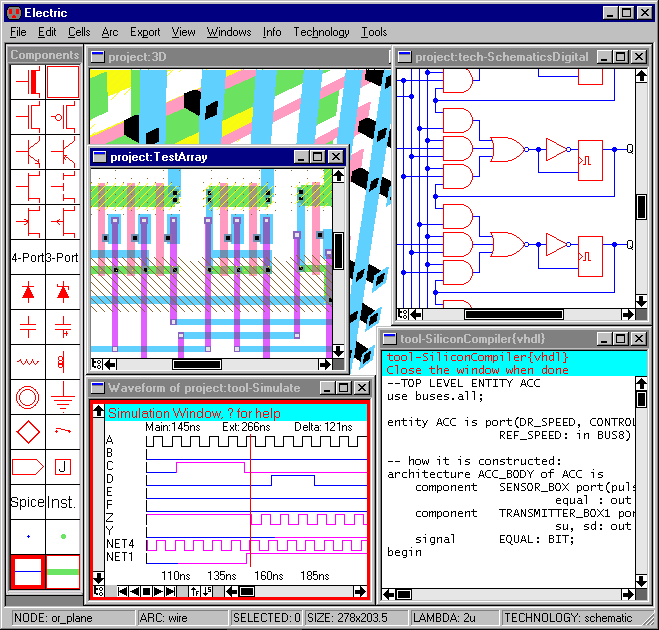 Electric
File Edit Cells Arc Export View Windows Info Technology Tools
Components
4-Port 3-Port
J
Spice Inst.
project:3D
project:TestArray
project:tech-SchematicsDigital
Q
Q
Waveform of project:tool-Simulate
Simulation Window, ? for help
Main:145ns Ext:266ns Delta: 121ns
A
B
C
D
E
F
Z
Y
NET4
NET1
110ns 135ns 160ns 185ns
tool-SiliconCompiler{vhdl}
tool-SiliconCompiler{vhdl}
Close the window when done
--TOP LEVEL ENTITY ACC
use buses.all;
entity ACC is port(DR_SPEED, CONTROL
REF_SPEED: in BUS8)
-- how it is constructed:
architecture ACC_BODY of ACC is
component SENSOR_BOX port(puls
equal : out
component TRANSMITTER_BOX1 por
su, sd: out
signal EQUAL: BIT;
begin
NODE: or_plane ARC: wire SELECTED: 0 SIZE: 278x203.5 LAMBDA: 2u TECHNOLOGY: schematic